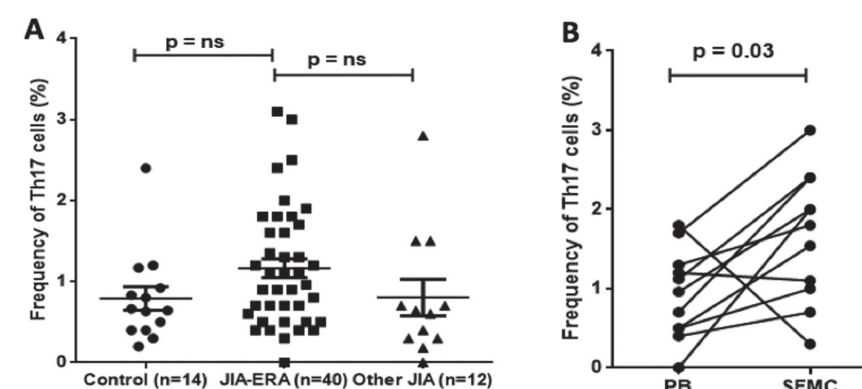 A
B
p = ns
p = ns
p = 0.03
Frequency of Th17 cells (%)
4
3
2
1
0
Control (n=14) JIA-ERA (n=40) Other JIA (n=12)
Frequency of Th17 cells (%)
4
3
2
1
0
PB SFMC